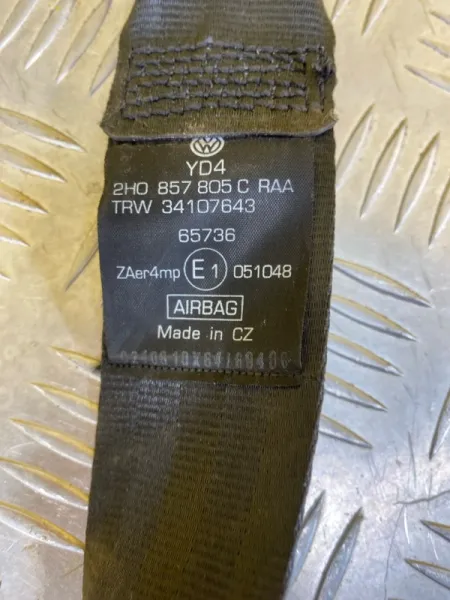 YD4
2H0 857 805 C RAA
TRW 34107643
65736
ZAer4mp E1 051048
AIRBAG
Made in CZ